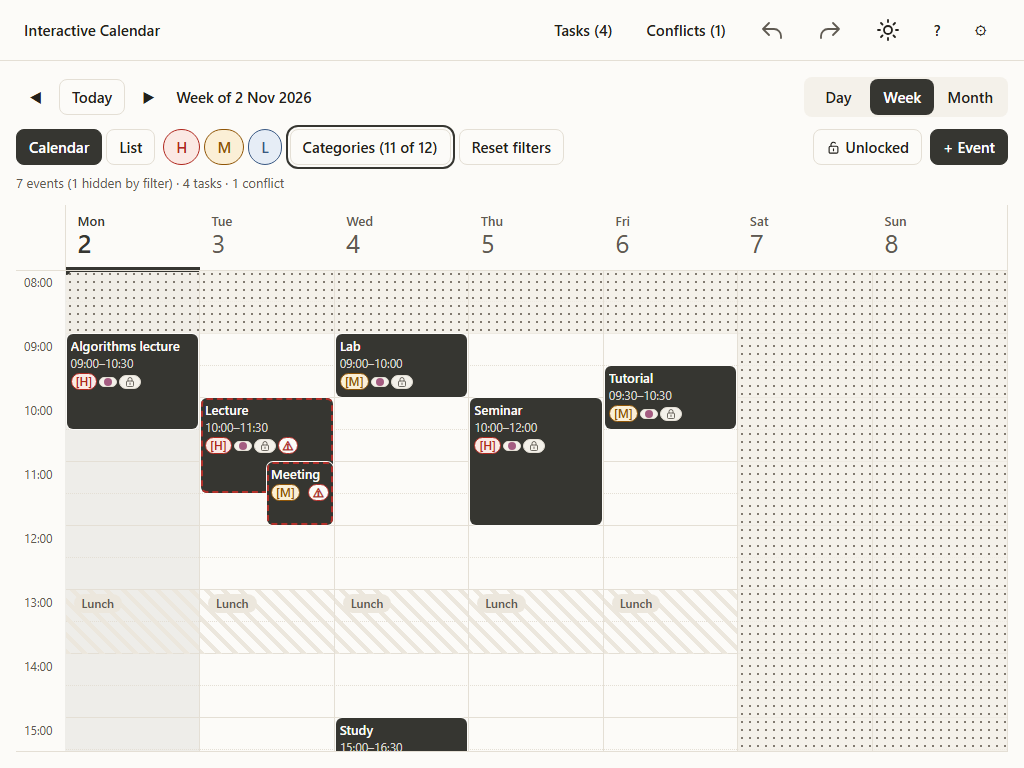 Interactive Calendar
Tasks (4)
Conflicts (1)
?
Today
Week of 2 Nov 2026
Day
Week
Month
Calendar
List
H
M
L
Categories (11 of 12)
Reset filters
Unlocked
+ Event
7 events (1 hidden by filter) · 4 tasks · 1 conflict
Mon
2
Tue
3
Wed
4
Thu
5
Fri
6
Sat
7
Sun
8
08:00
09:00
10:00
11:00
12:00
13:00
14:00
15:00
Algorithms lecture
09:00–10:30
[H]
Lecture
10:00–11:30
[H]
Meeting
[M]
Lab
09:00–10:00
[M]
Seminar
10:00–12:00
[H]
Tutorial
09:30–10:30
[M]
Lunch
Lunch
Lunch
Lunch
Lunch
Study
15:00–16:30